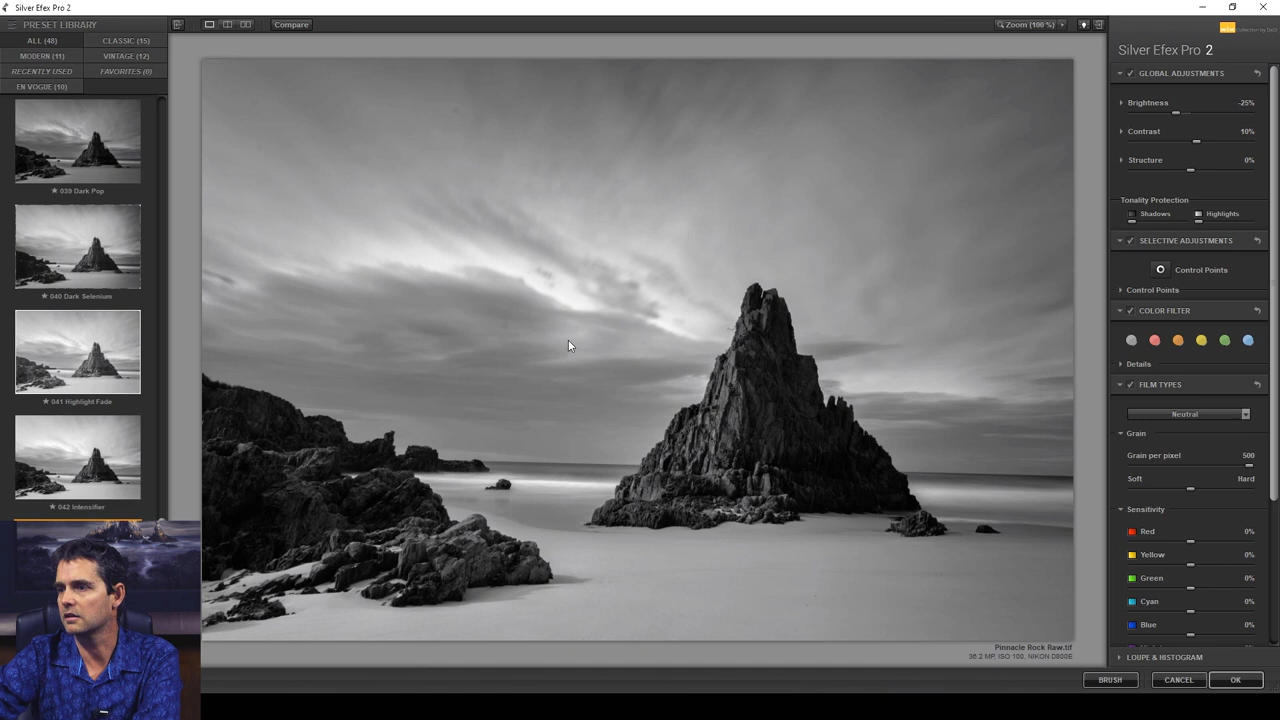 Silver Efex Pro 2
PRESET LIBRARY
Compare
Zoom (100 %)
ALL (48)
CLASSIC (15)
MODERN (11)
VINTAGE (12)
RECENTLY USED
FAVORITES (0)
EN VOGUE (10)
039 Dark Pop
040 Dark Selenium
041 Highlight Fade
042 Intensifier
Silver Efex Pro 2
GLOBAL ADJUSTMENTS
Brightness -25%
Contrast 10%
Structure 0%
Tonality Protection
Shadows Highlights
SELECTIVE ADJUSTMENTS
Control Points
Control Points
COLOR FILTER
Details
FILM TYPES
Neutral
Grain
Grain per pixel 500
Soft Hard
Sensitivity
Red 0%
Yellow 0%
Green 0%
Cyan 0%
Blue 0%
LOUPE & HISTOGRAM
Pinnacle Rock Raw.tif
36.2 MP, ISO 100, NIKON D800E
BRUSH
CANCEL
OK